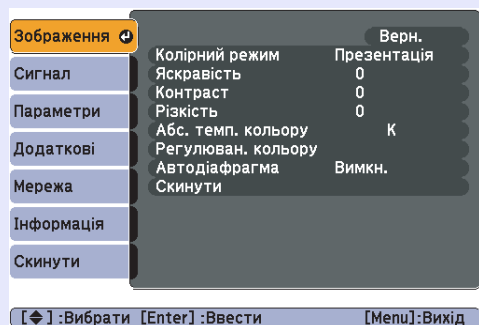 Зображення
Сигнал
Параметри
Додаткові
Мережа
Інформація
Скинути
Верн.
Колірний режим Презентація
Яскравість 0
Контраст 0
Різкість 0
Абс. темп. кольору K
Регулюван. кольору
Автодіафрагма Вимкн.
Скинути
[ ] :Вибрати [Enter] :Ввести [Menu]:Вихід